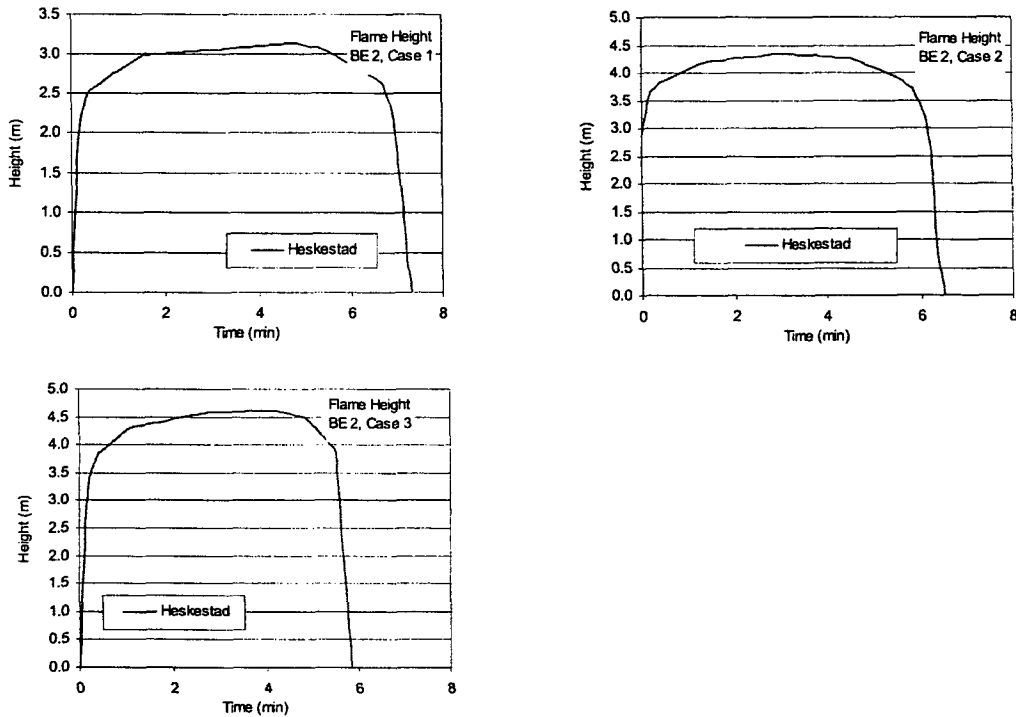 Flame Height
BE 2, Case 1
Height (m)
3.5
3.0
2.5
2.0
1.5
1.0
0.5
0.0
Heskestad
0 2 4 6 8
Time (min)
Flame Height
BE 2, Case 2
Height (m)
5.0
4.5
4.0
3.5
3.0
2.5
2.0
1.5
1.0
0.5
0.0
Heskestad
0 2 4 6 8
Time (min)
Flame Height
BE 2, Case 3
Height (m)
5.0
4.5
4.0
3.5
3.0
2.5
2.0
1.5
1.0
0.5
0.0
Heskestad
0 2 4 6 8
Time (min)